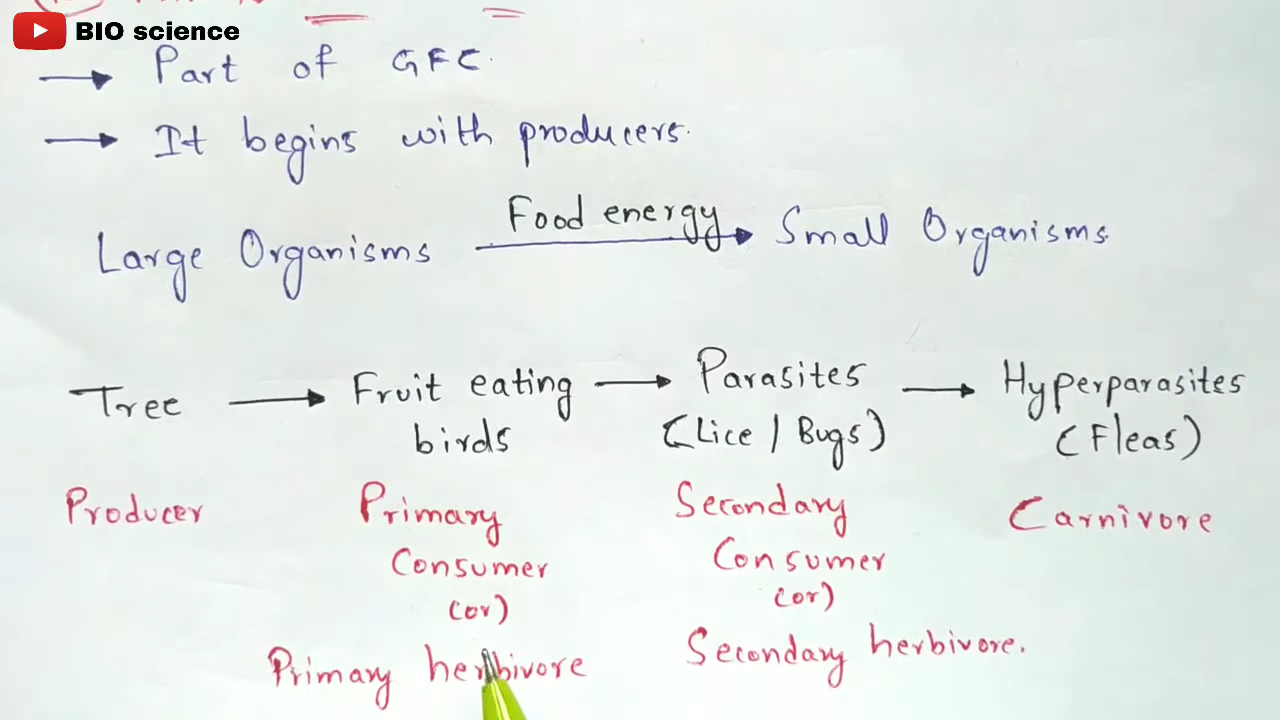 BIO science
→ Part of GFC.
→ It begins with producers.
Food energy
Large Organisms → Small Organisms.
Tree → Fruit eating birds → Parasites (Lice / Bugs) → Hyperparasites (Fleas)
Producer
Primary Consumer (or) Primary herbivore
Secondary Consumer (or) Secondary herbivore.
Carnivore